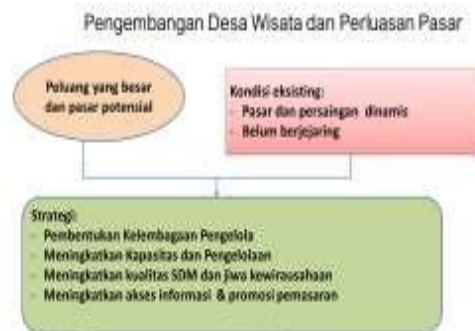 Pengembangan Desa Wisata dan Perluasan Pasar
Peluang yang besar
dan pasar potensial
Kondisi eksisting:
- Pasar dan persaingan dinamis
- Belum berjejaring
Strategi:
- Pembentukan Kelembagaan Pengelola
- Meningkatkan Kapasitas dan Pengelolaan
- Meningkatkan kualitas SDM dan jiwa kewirausahaan
- Meningkatkan akses informasi & promosi pemasaran